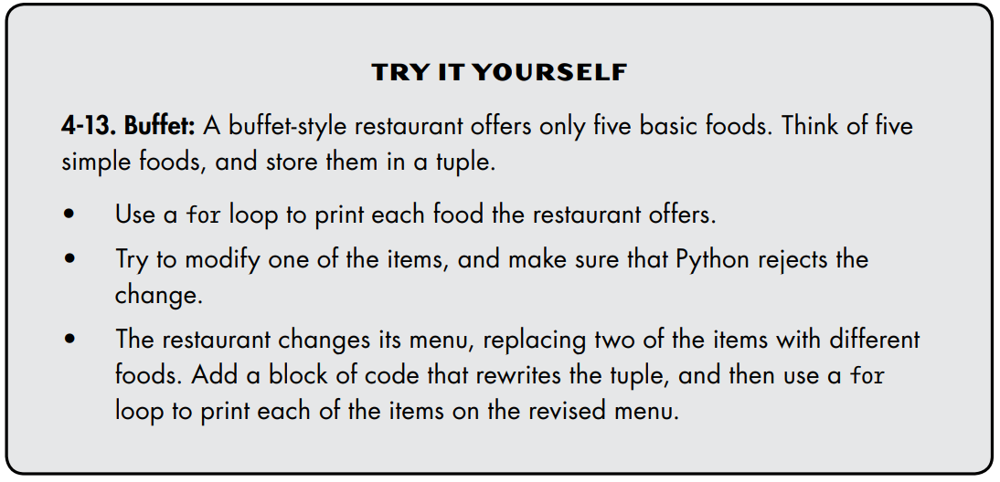 TRY IT YOURSELF
4-13. Buffet: A buffet-style restaurant offers only five basic foods. Think of five
simple foods, and store them in a tuple.
• Use a for loop to print each food the restaurant offers.
• Try to modify one of the items, and make sure that Python rejects the
change.
• The restaurant changes its menu, replacing two of the items with different
foods. Add a block of code that rewrites the tuple, and then use a for
loop to print each of the items on the revised menu.